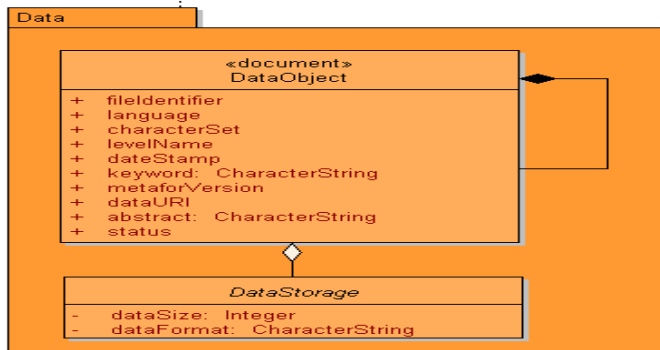 Data
«document»
DataObject
+ fileIdentifier
+ language
+ characterSet
+ levelName
+ dateStamp
+ keyword: CharacterString
+ metaforVersion
+ dataURI
+ abstract: CharacterString
+ status
DataStorage
- dataSize: Integer
- dataFormat: CharacterString